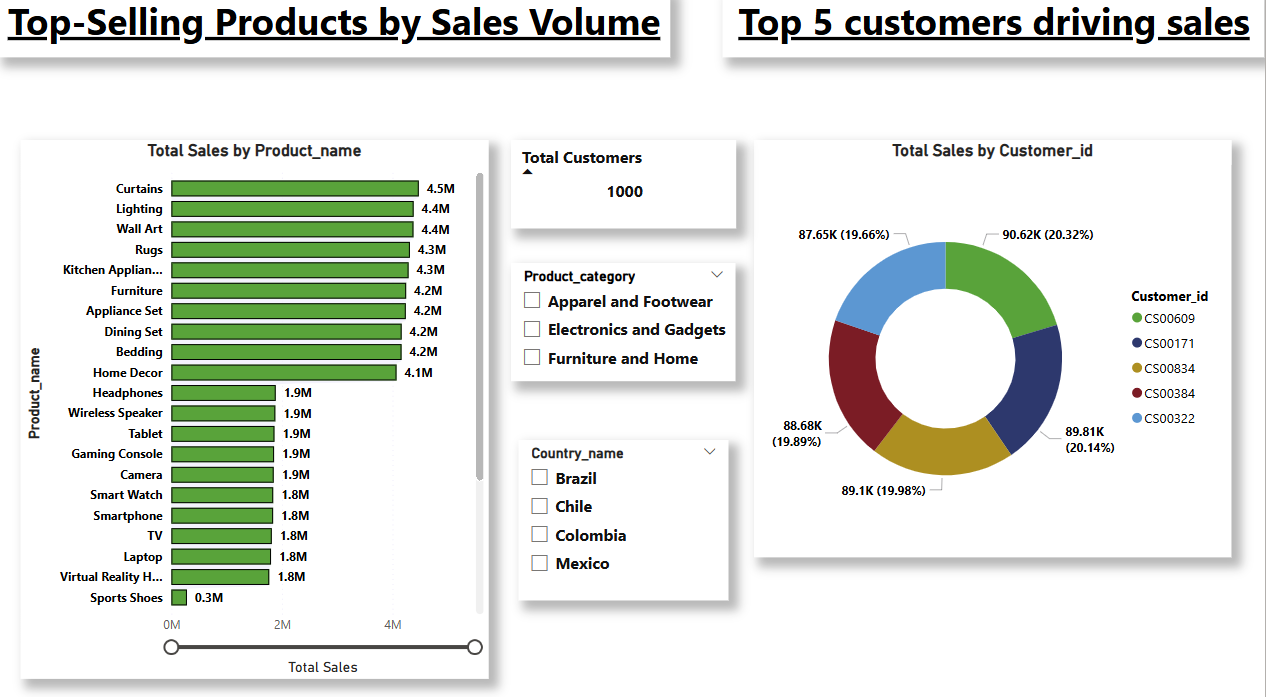 Top-Selling Products by Sales Volume
Top 5 customers driving sales
Total Sales by Product_name
Product_name
Curtains 4.5M
Lighting 4.4M
Wall Art 4.4M
Rugs 4.3M
Kitchen Applian... 4.3M
Furniture 4.2M
Appliance Set 4.2M
Dining Set 4.2M
Bedding 4.2M
Home Decor 4.1M
Headphones 1.9M
Wireless Speaker 1.9M
Tablet 1.9M
Gaming Console 1.9M
Camera 1.9M
Smart Watch 1.8M
Smartphone 1.8M
TV 1.8M
Laptop 1.8M
Virtual Reality H... 1.8M
Sports Shoes 0.3M
0M 2M 4M
Total Sales
Total Customers
1000
Product_category
Apparel and Footwear
Electronics and Gadgets
Furniture and Home
Country_name
Brazil
Chile
Colombia
Mexico
Total Sales by Customer_id
87.65K (19.66%)
90.62K (20.32%)
88.68K
(19.89%)
89.81K
(20.14%)
89.1K (19.98%)
Customer_id
CS00609
CS00171
CS00834
CS00384
CS00322